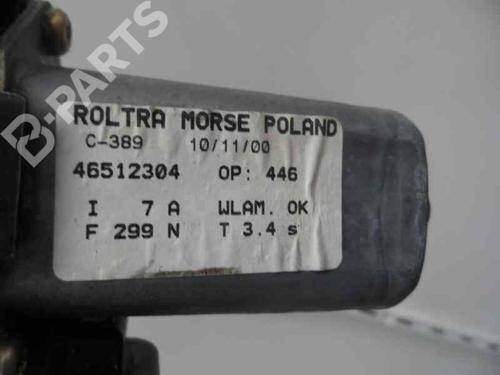 B-PARTS
ROLTRA MORSE POLAND
C-389 10/11/00
46512304 OP: 446
I 7 A WLAM. OK
F 299 N T 3.4 s